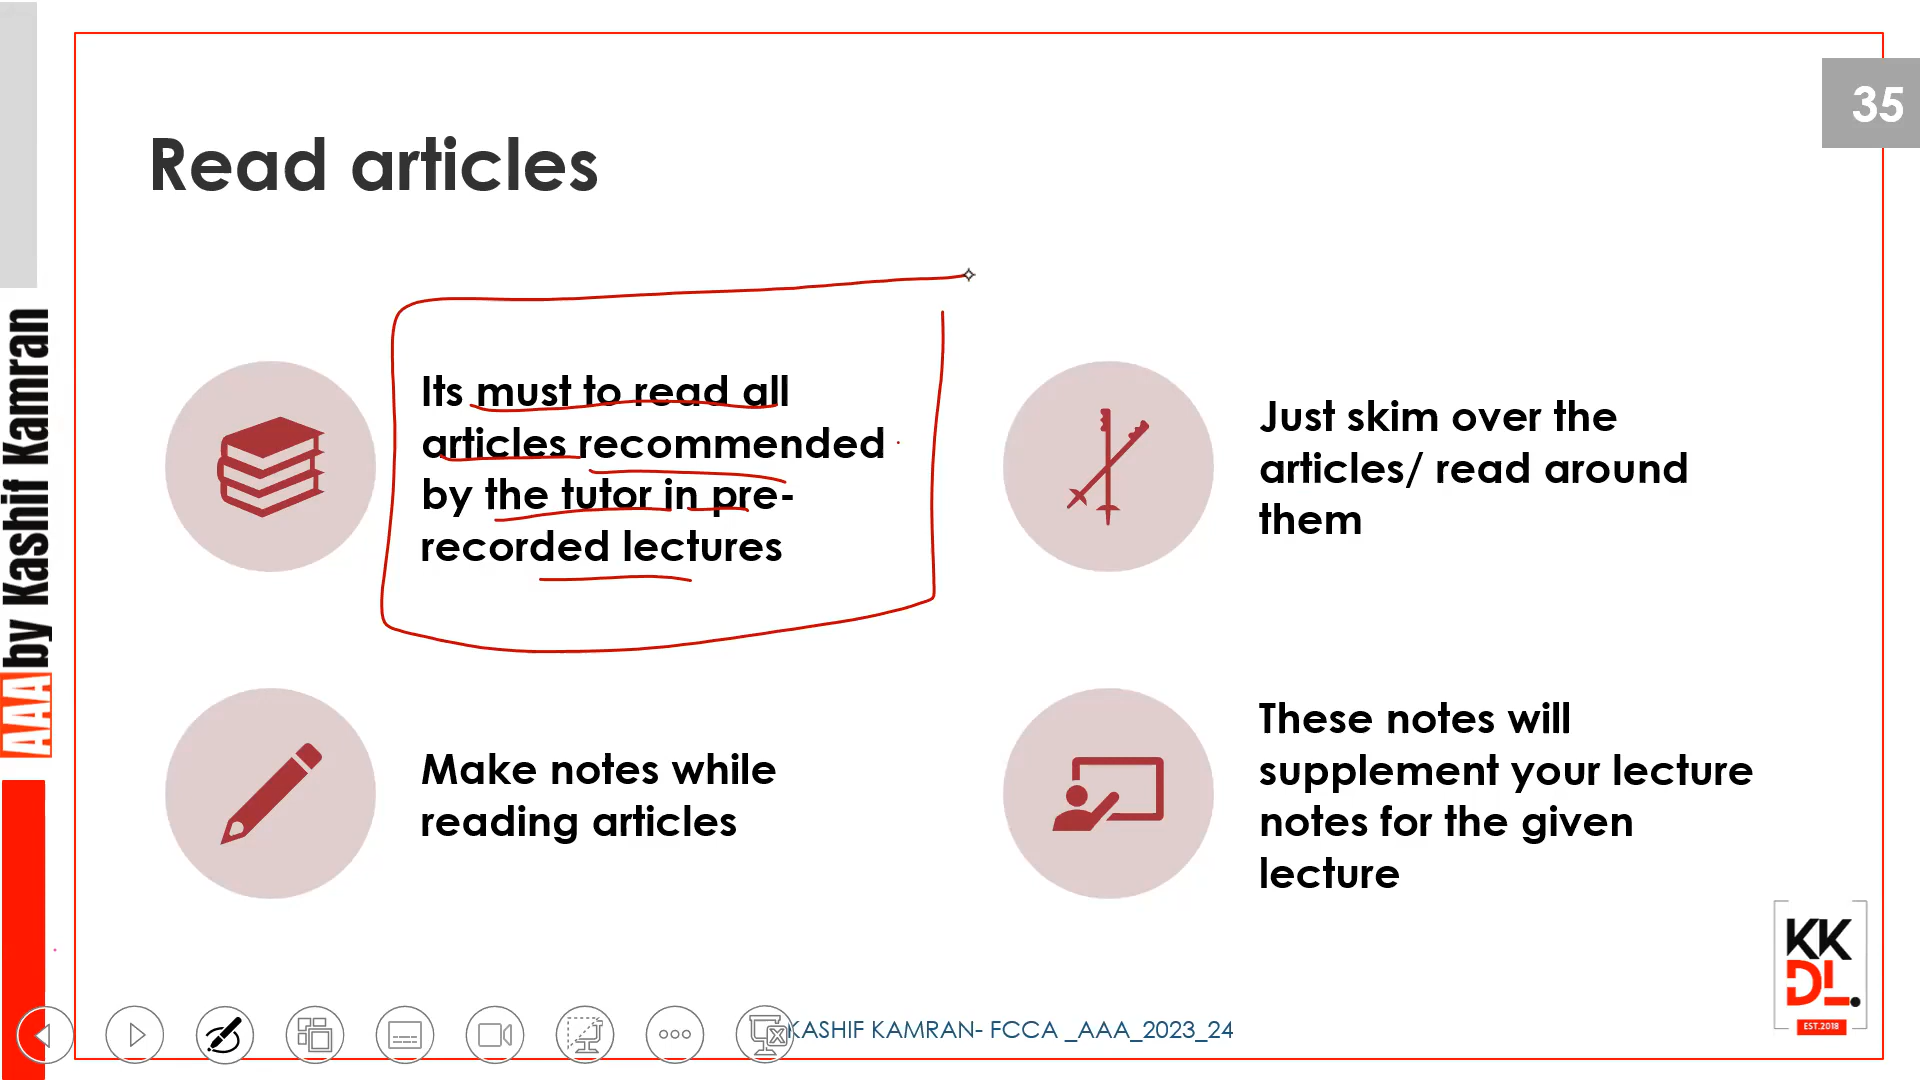 35
Read articles
Its must to read all
articles recommended
by the tutor in pre-
recorded lectures
Just skim over the
articles/ read around
them
Make notes while
reading articles
These notes will
supplement your lecture
notes for the given
lecture
AAA by Kashif Kamran
KASHIF KAMRAN- FCCA _AAA_2023_24
KK
DL.
EST.2018